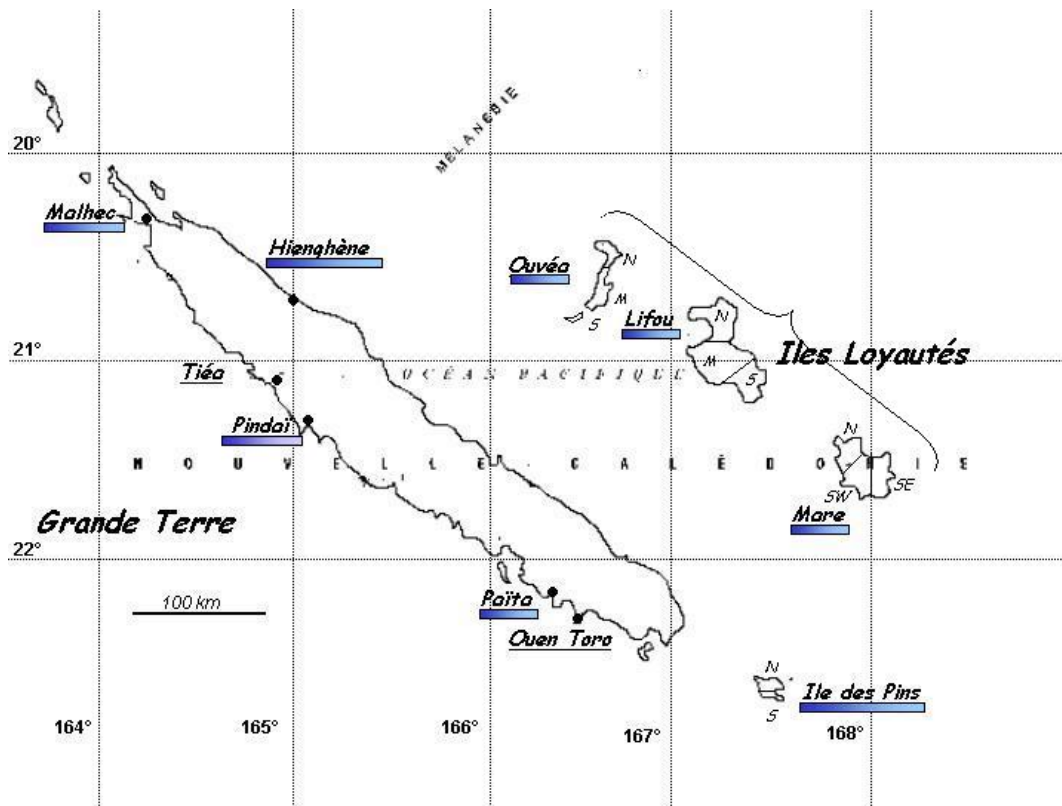 MELANESIE
20°
Malhec
Hienghène
Ouvéa
N
M
S
Lifou
N
M
S
Iles Loyautés
21°
Tiéa
OCÉAN PACIFIQUE
Pindaï
N
NOUVELLE CALÉDONIE
SW
SE
Mare
Grande Terre
22°
100 km
Païta
Ouen Toro
N
Ile des Pins
S
164°
165°
166°
167°
168°